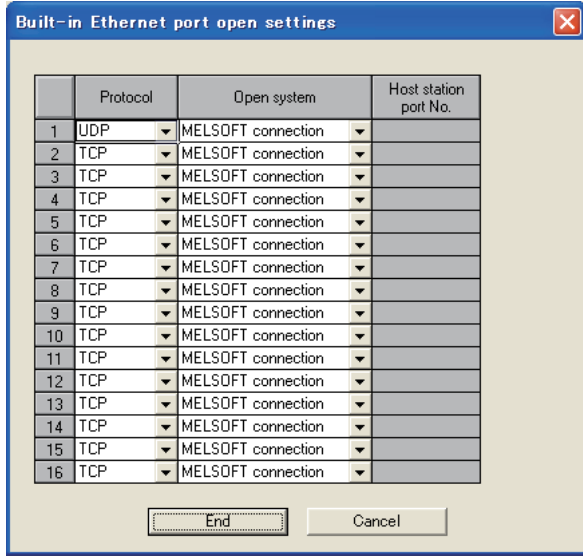 Built-in Ethernet port open settings
Protocol Open system Host station port No.
1 UDP MELSOFT connection
2 TCP MELSOFT connection
3 TCP MELSOFT connection
4 TCP MELSOFT connection
5 TCP MELSOFT connection
6 TCP MELSOFT connection
7 TCP MELSOFT connection
8 TCP MELSOFT connection
9 TCP MELSOFT connection
10 TCP MELSOFT connection
11 TCP MELSOFT connection
12 TCP MELSOFT connection
13 TCP MELSOFT connection
14 TCP MELSOFT connection
15 TCP MELSOFT connection
16 TCP MELSOFT connection
End Cancel